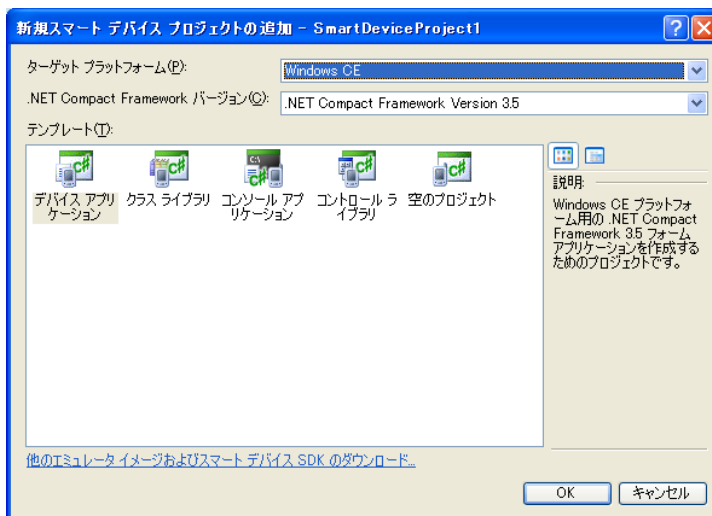 新規スマート デバイス プロジェクトの追加 - SmartDeviceProject1
ターゲット プラットフォーム(P):
Windows CE
.NET Compact Framework バージョン(C):
.NET Compact Framework Version 3.5
テンプレート(T):
デバイス アプリ
ケーション
クラス ライブラリ
コンソール アプ
リケーション
コントロール ラ
イブラリ
空のプロジェクト
説明:
Windows CE プラットフォ
ーム用の .NET Compact
Framework 3.5 フォーム
アプリケーションを作成する
ためのプロジェクトです。
他のエミュレータ イメージおよびスマート デバイス SDK のダウンロード...
OK
キャンセル